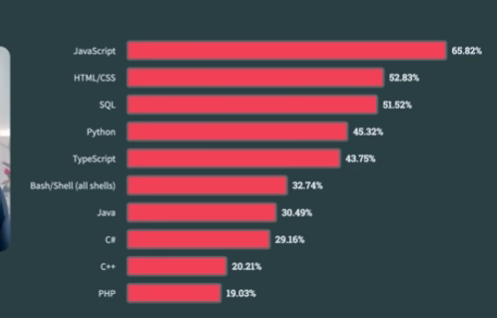 JavaScript 65.82%
HTML/CSS 52.83%
SQL 51.52%
Python 45.32%
TypeScript 43.75%
Bash/Shell (all shells) 32.74%
Java 30.49%
C# 29.16%
C++ 20.21%
PHP 19.03%